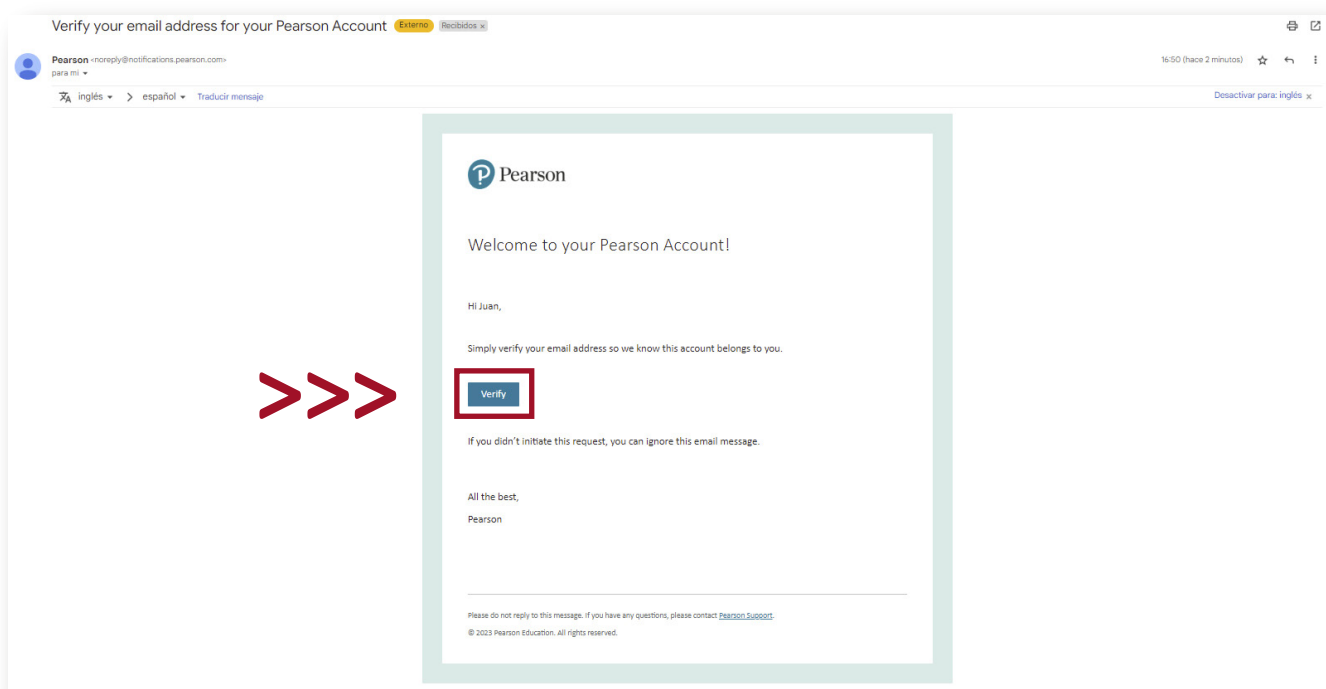 Verify your email address for your Pearson Account Externo Recibidos x
Pearson <noreply@notifications.pearson.com> 16:50 (hace 2 minutos)
para mí
inglés > español Traducir mensaje Desactivar para: inglés x
Pearson
Welcome to your Pearson Account!
Hi Juan,
Simply verify your email address so we know this account belongs to you.
>>> Verify
If you didn't initiate this request, you can ignore this email message.
All the best,
Pearson
Please do not reply to this message. If you have any questions, please contact Pearson Support.
© 2023 Pearson Education. All rights reserved.